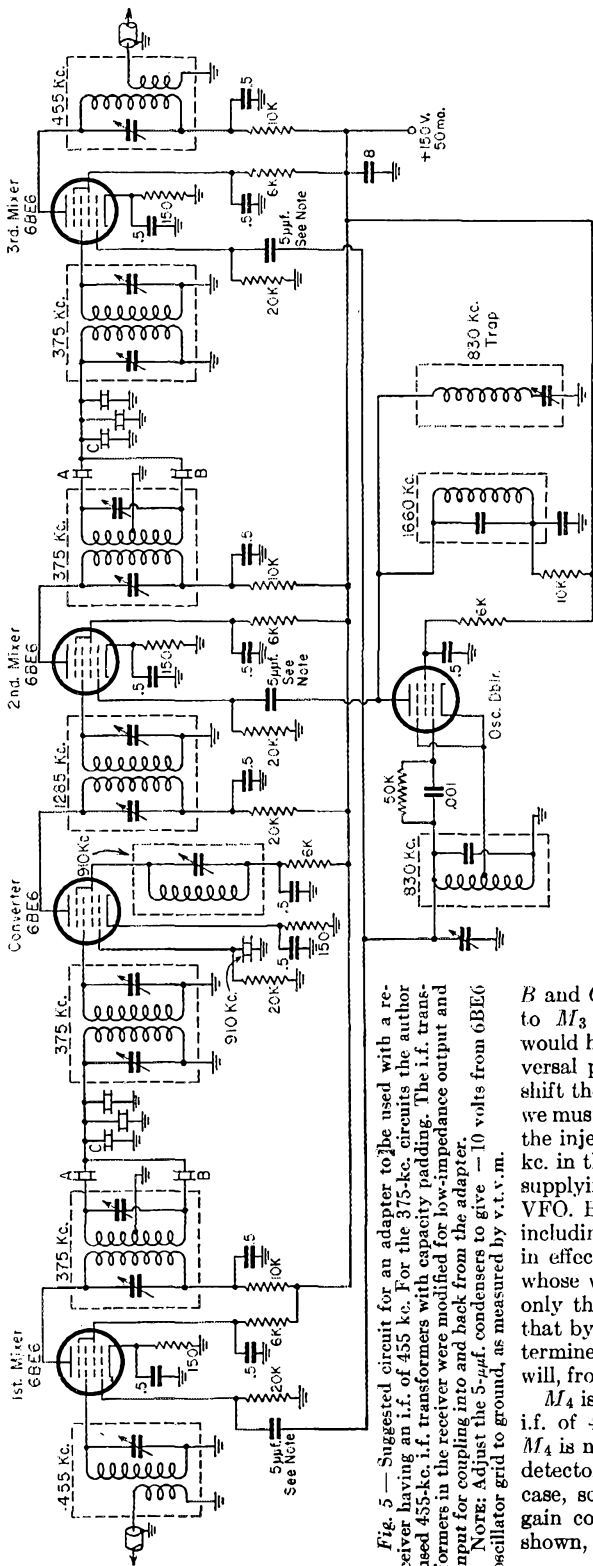 1st. Mixer
6BE6
Converter
6BE6
2nd. Mixer
6BE6
3rd. Mixer
6BE6
455 Kc.
375 Kc.
A
B
C
375 Kc.
910 Kc.
1285 Kc.
375 Kc.
A
B
C
375 Kc.
455 Kc.
.5
150
.5
6K
.5
10K
20K
5μμf.
See Note
20K
910 Kc.
.5
150
.5
6K
20K
.5
20K
5μμf.
See Note
.5
150
.5
6K
10K
.5
20K
5μμf.
See Note
.5
150
.5
6K
10K
.5
8
+150 V.
50 ma.
830 Kc.
50K
.001
Osc. Dblr.
.5
6K
10K
.5
1660 Kc.
830 Kc.
Trap
Fig. 5 — Suggested circuit for an adapter to be used with a re-
ceiver having an i.f. of 455 kc. For the 375-kc. circuits the author
used 455-kc. i.f. transformers with capacity padding. The i.f. trans-
formers in the receiver were modified for low-impedance output and
input for coupling into and back from the adapter.
NOTE: Adjust the 5-μμf. condensers to give — 10 volts from 6BE6
oscillator grid to ground, as measured by v.t.v.m.
B and
to M3
would h
versal p
shift the
we mus
the injec
kc. in th
supplyin
VFO. B
includin
in effec
whose v
only th
that by
termine
will, fro
M4 is
i.f. of
M4 is n
detecto
case, so
gain co
shown,